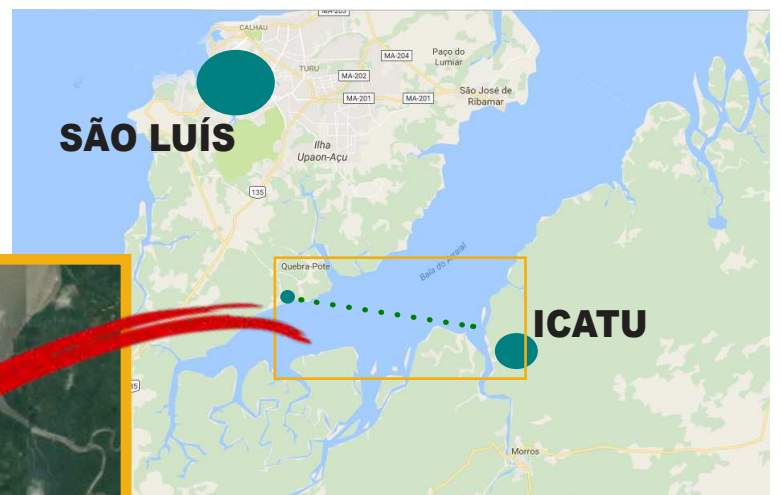 MA-203
CALHAU
MA-204
Paço do
Lumiar
TURU
MA-202
MA-201
MA-201
São José de
Ribamar
SÃO LUÍS
Ilha
Upaon-Açu
135
Quebra-Pote
Baía do Arraial
ICATU
Morros